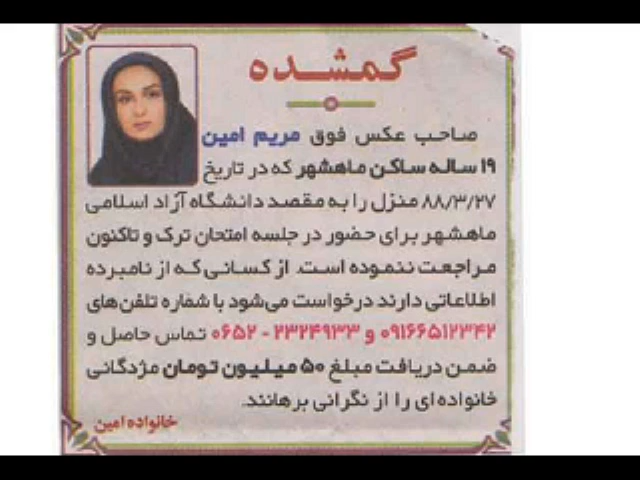 گمشده
صاحب عکس فوق مریم امین
۱۹ ساله ساکن ماهشهر که در تاریخ
۸۸/۳/۲۷ منزل را به مقصد دانشگاه آزاد اسلامی
ماهشهر برای حضور در جلسه امتحان ترک و تاکنون
مراجعت ننموده است. از کسانی که از نامبرده
اطلاعاتی دارند درخواست می‌شود با شماره تلفن‌های
۰۹۱۶۶۵۱۲۳۴۲ و ۲۳۲۴۹۳۳ - ۰۶۵۲ تماس حاصل و
ضمن دریافت مبلغ ۵۰ میلیون تومان مژدگانی
خانواده ای را از نگرانی برهانند.
خانواده امین